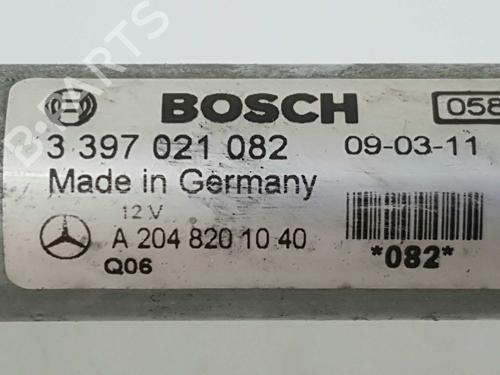 B-PARTS
BOSCH 058
3 397 021 082 09-03-11
Made in Germany
12 V
A 204 820 10 40
Q06
*082*